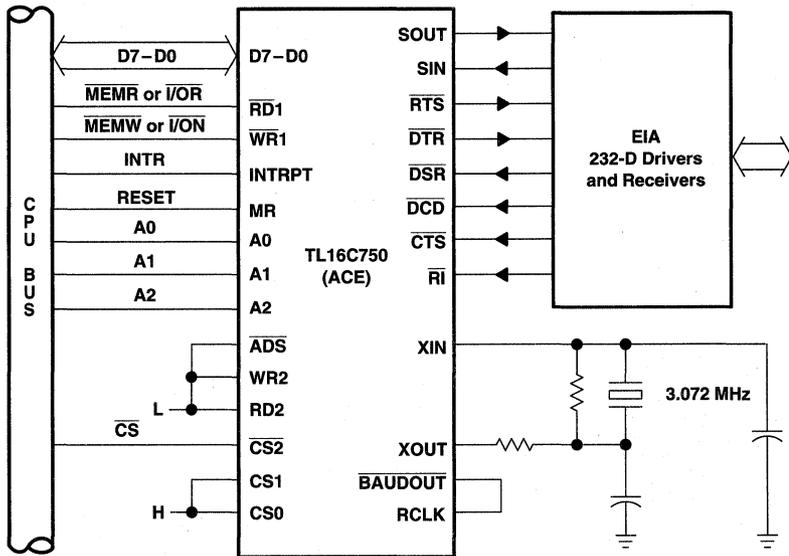 CPU BUS
D7–D0
MEMR or I/OR
MEMW or I/ON
INTR
RESET
A0
A1
A2
L
CS
H
D7–D0
RD1
WR1
INTRPT
MR
A0
A1
A2
ADS
WR2
RD2
CS2
CS1
CS0
TL16C750
(ACE)
SOUT
SIN
RTS
DTR
DSR
DCD
CTS
RI
XIN
XOUT
BAUDOUT
RCLK
EIA
232-D Drivers
and Receivers
3.072 MHz